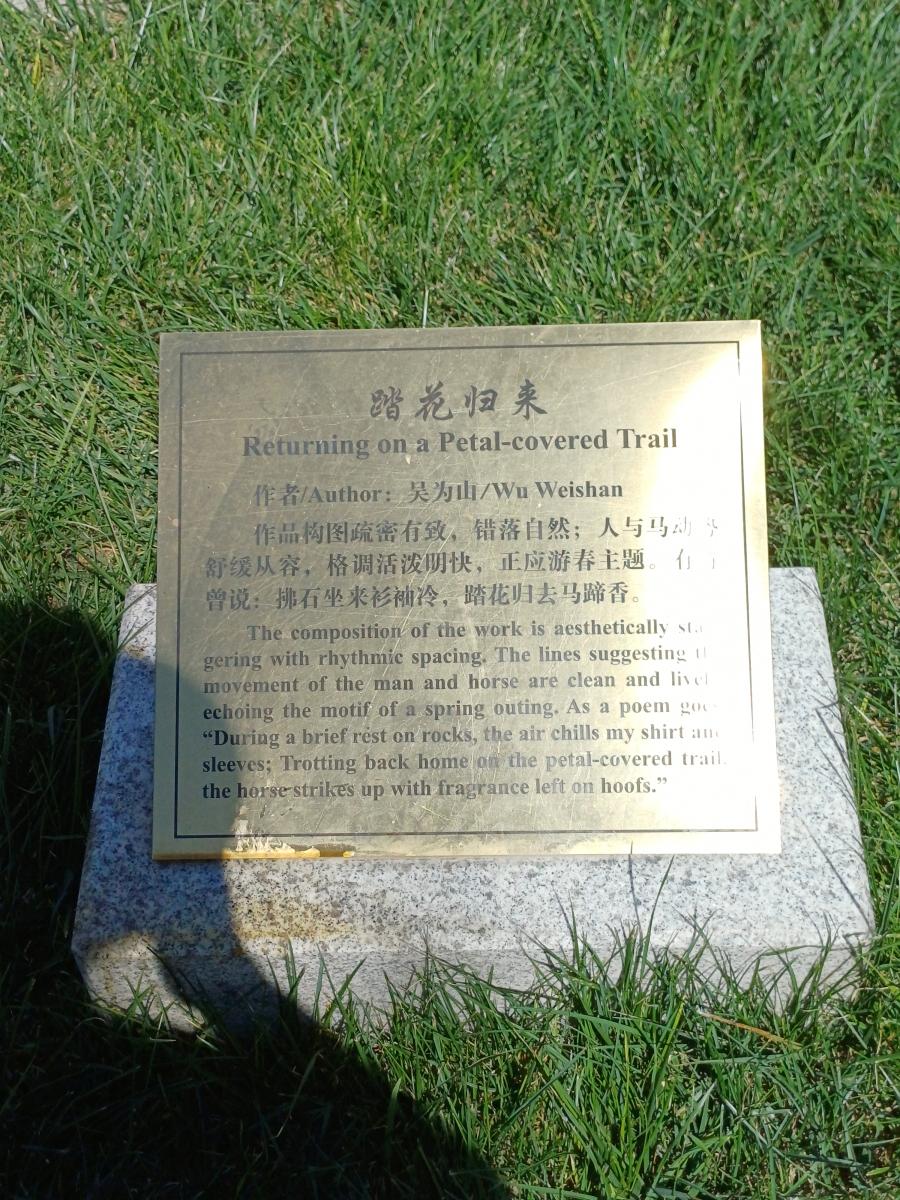 踏花归来
Returning on a Petal-covered Trail
作者/Author：吴为山/Wu Weishan
作品构图疏密有致，错落自然；人与马动
舒缓从容，格调活泼明快，正应游春主题。有
曾说：拂石坐来衫袖冷，踏花归去马蹄香。
The composition of the work is aesthetically
gering with rhythmic spacing. The lines suggesting
movement of the man and horse are clean and
echoing the motif of a spring outing. As a poem
“During a brief rest on rocks, the air chills my shirt and
sleeves; Trotting back home on the petal-covered trail,
the horse strikes up with fragrance left on hoofs.”